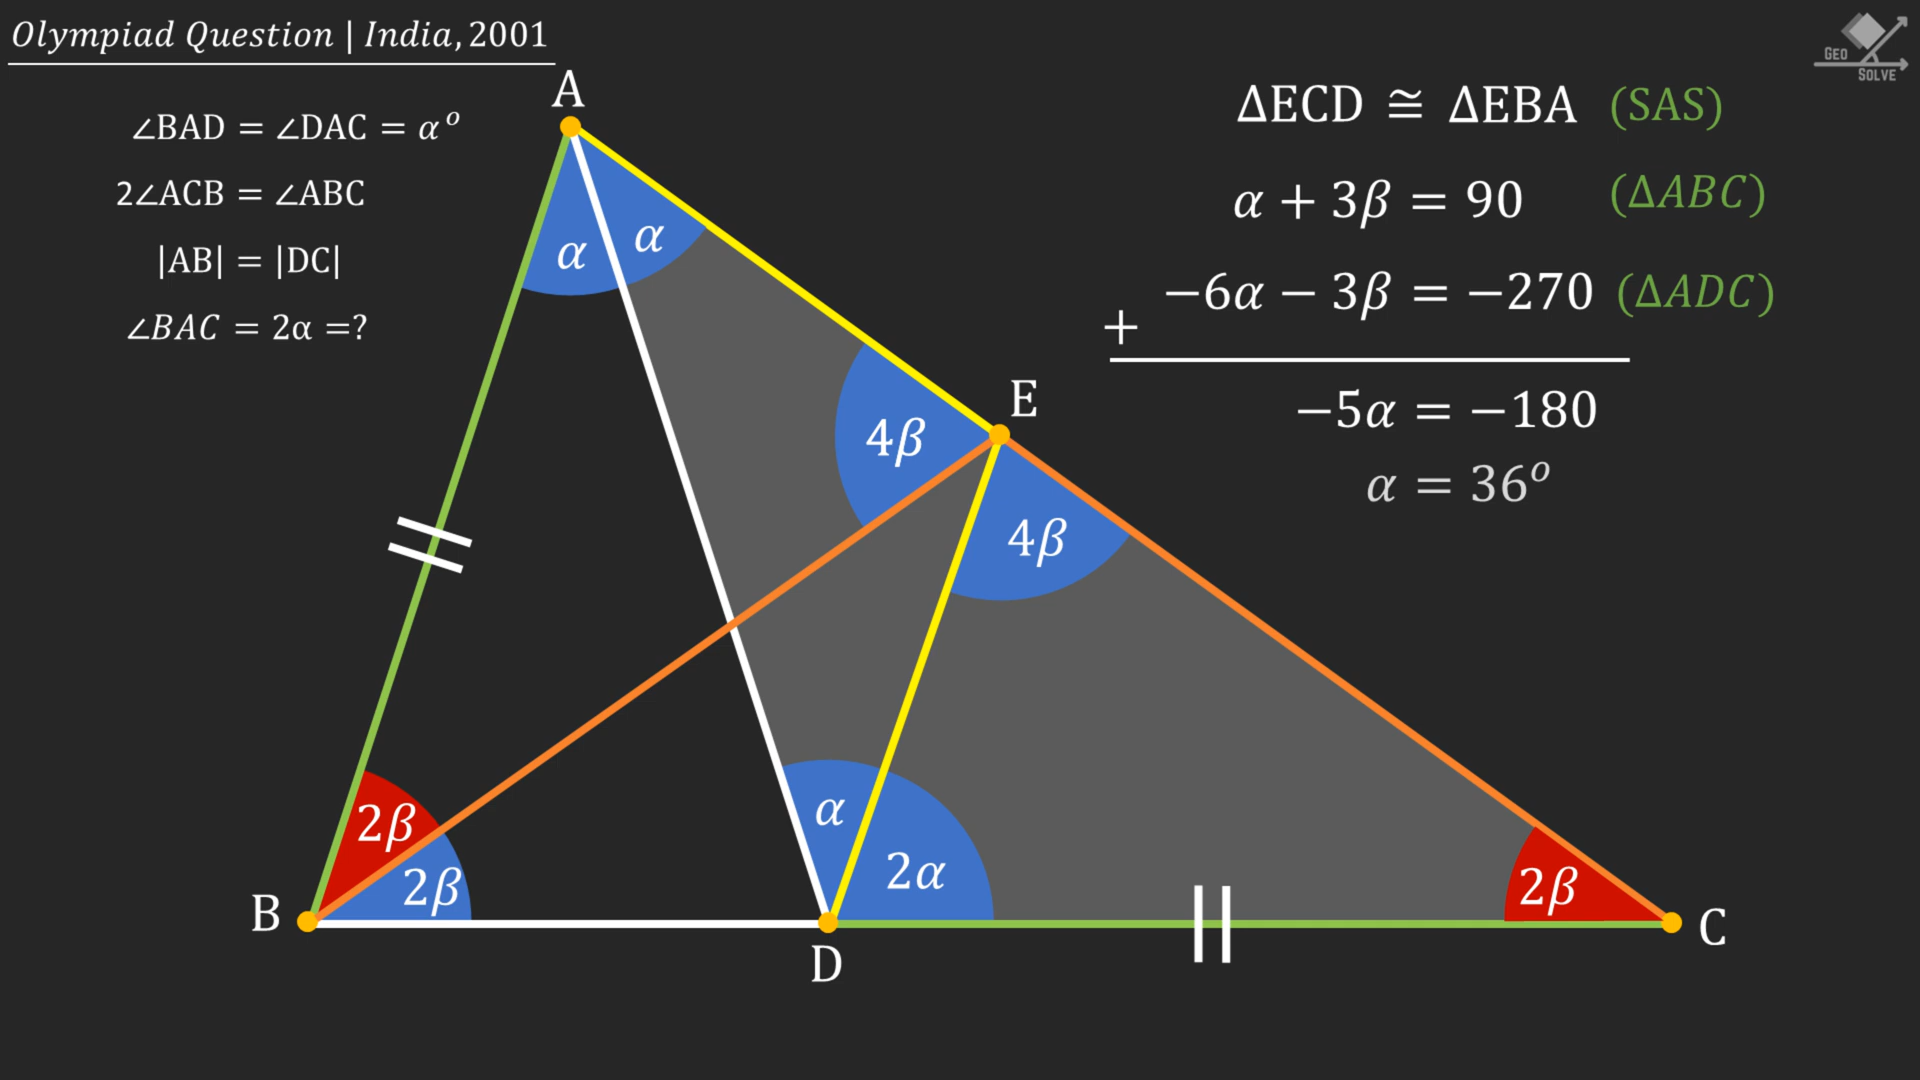 Olympiad Question | India, 2001
∠BAD = ∠DAC = α°
2∠ACB = ∠ABC
|AB| = |DC|
∠BAC = 2α =?
GEO
SOLVE
ΔECD ≅ ΔEBA (SAS)
α + 3β = 90 (ΔABC)
−6α − 3β = −270 (ΔADC)
+
−5α = −180
α = 36°
A
α
α
E
4β
4β
2β
2β
α
2α
2β
B
D
C